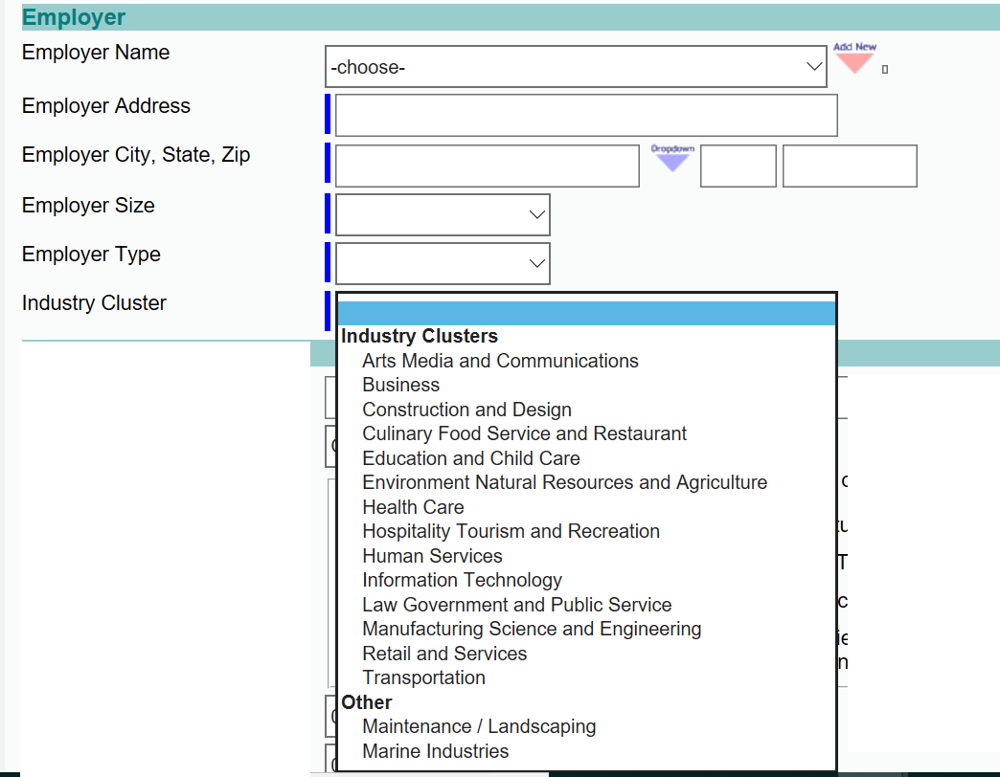 Employer
Employer Name
-choose-
Add New
Employer Address
Employer City, State, Zip
Dropdown
Employer Size
Employer Type
Industry Cluster
Industry Clusters
Arts Media and Communications
Business
Construction and Design
Culinary Food Service and Restaurant
Education and Child Care
Environment Natural Resources and Agriculture
Health Care
Hospitality Tourism and Recreation
Human Services
Information Technology
Law Government and Public Service
Manufacturing Science and Engineering
Retail and Services
Transportation
Other
Maintenance / Landscaping
Marine Industries